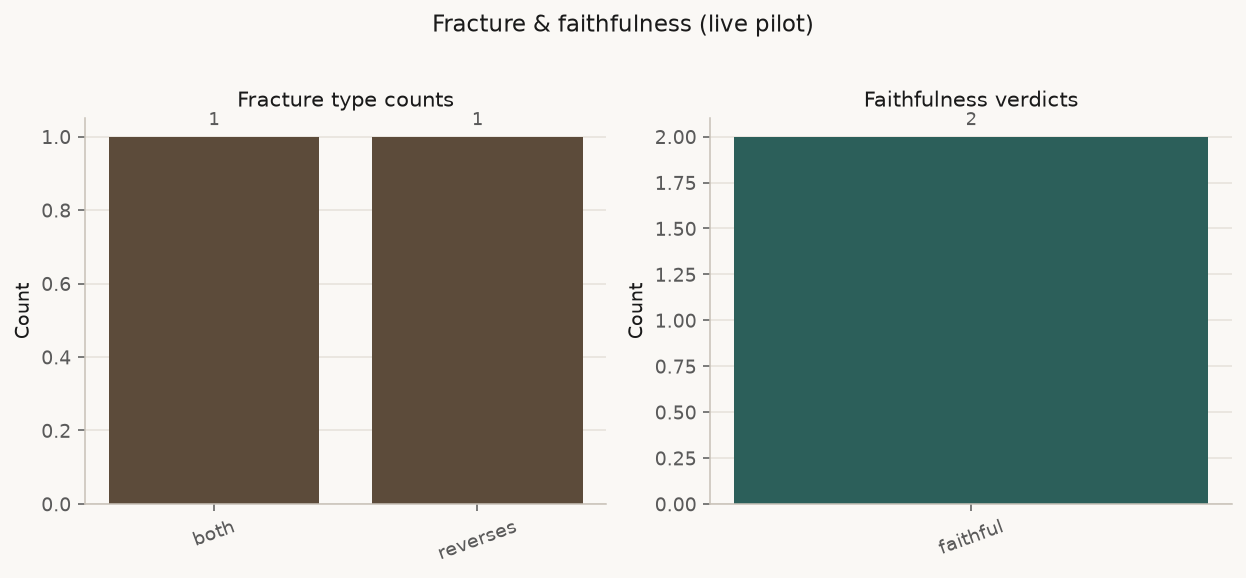 Fracture & faithfulness (live pilot)
Fracture type counts
1 1
1.0
0.8
0.6
0.4
0.2
0.0
Count
both reverses
Faithfulness verdicts
2
2.00
1.75
1.50
1.25
1.00
0.75
0.50
0.25
0.00
Count
faithful